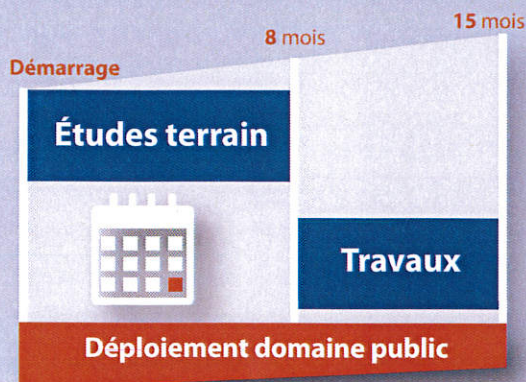 15 mois
8 mois
Démarrage
Études terrain
Travaux
Déploiement domaine public